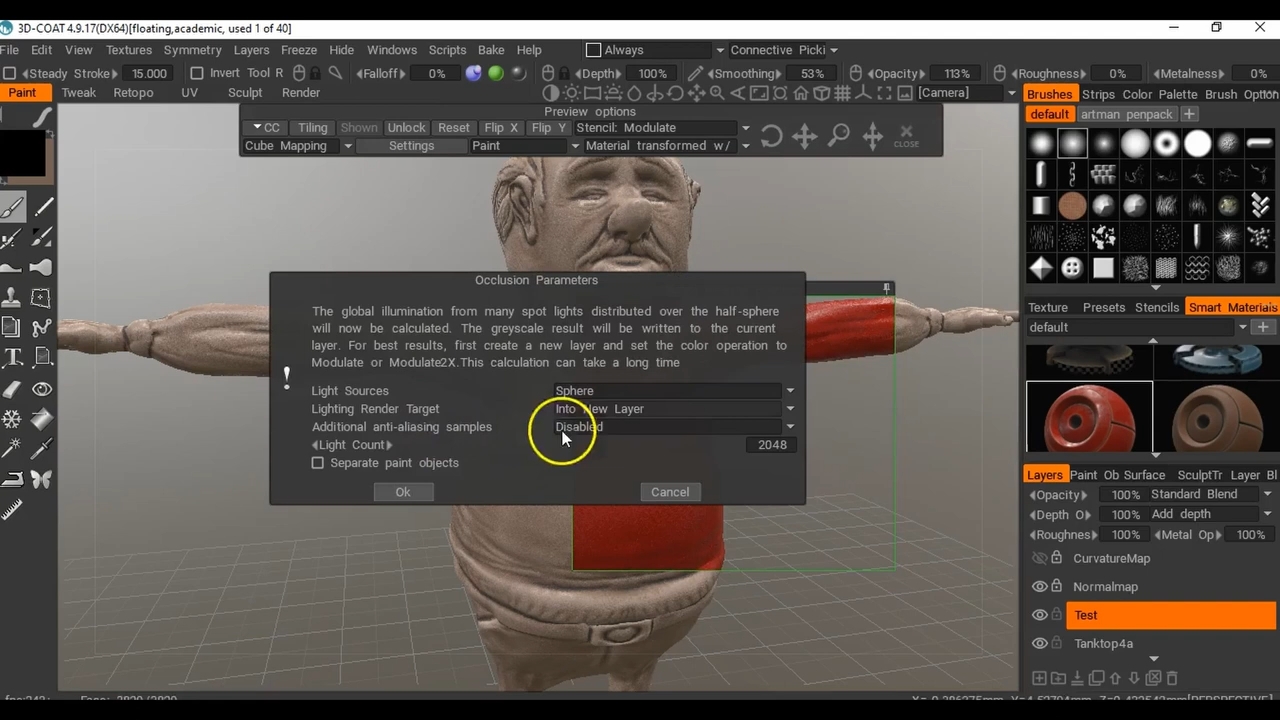 3D-COAT 4.9.17(DX64)[floating,academic, used 1 of 40]
File Edit View Textures Symmetry Layers Freeze Hide Windows Scripts Bake Help Always Connective Picki
Steady Stroke 15.000 Invert Tool R Falloff 0% Depth 100% Smoothing 53% Opacity 113% Roughness 0% Metalness 0%
Paint Tweak Retopo UV Sculpt Render [Camera] Brushes Strips Color Palette Brush Option
Preview options
default artman penpack
CC Tiling Shown Unlock Reset Flip X Flip Y Stencil: Modulate
CLOSE
Cube Mapping Settings Paint Material transformed w/
Occlusion Parameters
The global illumination from many spot lights distributed over the half-sphere
will now be calculated. The greyscale result will be written to the current
layer. For best results, first create a new layer and set the color operation to
Modulate or Modulate2X.This calculation can take a long time
Light Sources Sphere
Lighting Render Target Into New Layer
Additional anti-aliasing samples Disabled
Light Count 2048
Separate paint objects
Ok Cancel
Texture Presets Stencils Smart Materials
default
Layers Paint Ob Surface SculptTr Layer Bl
Opacity 100% Standard Blend
Depth O 100% Add depth
Roughness 100% Metal Op 100%
CurvatureMap
Normalmap
Test
Tanktop4a